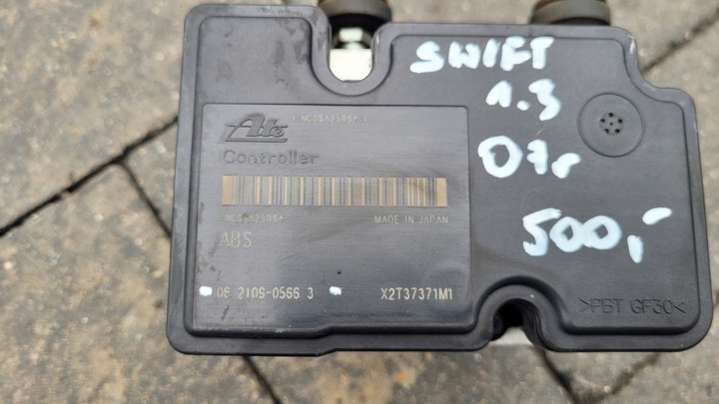 Ate
Controller
MADE IN JAPAN
ABS
06 2109-0566 3
X2T37371M1
SWIFT
1.3
07r
500,-
>PBT GF30<